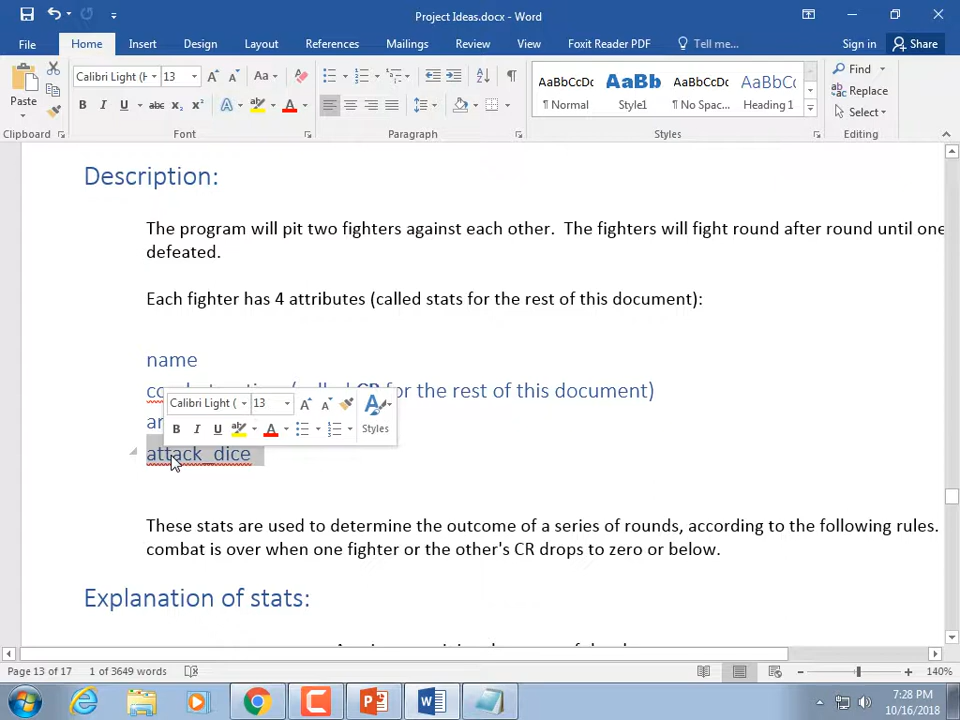 Project Ideas.docx - Word
File Home Insert Design Layout References Mailings Review View Foxit Reader PDF Tell me... Sign in Share
Calibri Light (H 13 Aa
Paste
B I U abc x₂ x² A A
Clipboard Font Paragraph Styles Editing
AaBbCcDc AaBbCc AaBbCcDc AaBbCc
¶ Normal Style1 ¶ No Spac... Heading 1
Find
Replace
Select
Description:
The program will pit two fighters against each other. The fighters will fight round after round until one
defeated.
Each fighter has 4 attributes (called stats for the rest of this document):
name
for the rest of this document)
Calibri Light ( 13
B I U A Styles
attack_dice
These stats are used to determine the outcome of a series of rounds, according to the following rules.
combat is over when one fighter or the other's CR drops to zero or below.
Explanation of stats:
Page 13 of 17 1 of 3649 words 140%
7:28 PM
10/16/2018